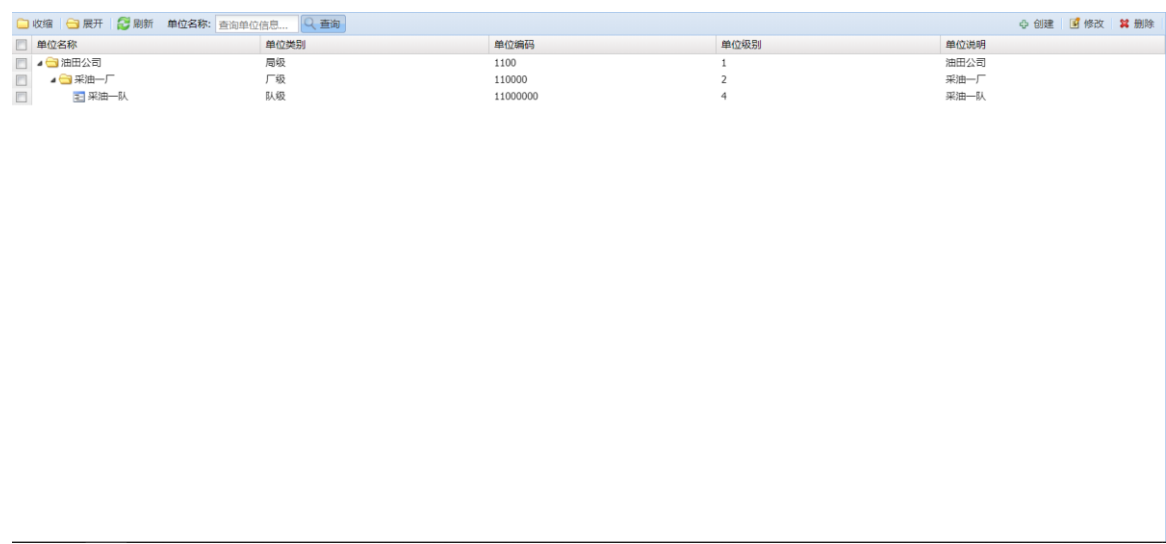 收缩 展开 刷新 单位名称: 查询单位信息... 查询 创建 修改 删除
单位名称 单位类别 单位编码 单位级别 单位说明
油田公司 局级 1100 1 油田公司
采油一厂 厂级 110000 2 采油一厂
采油一队 队级 11000000 4 采油一队